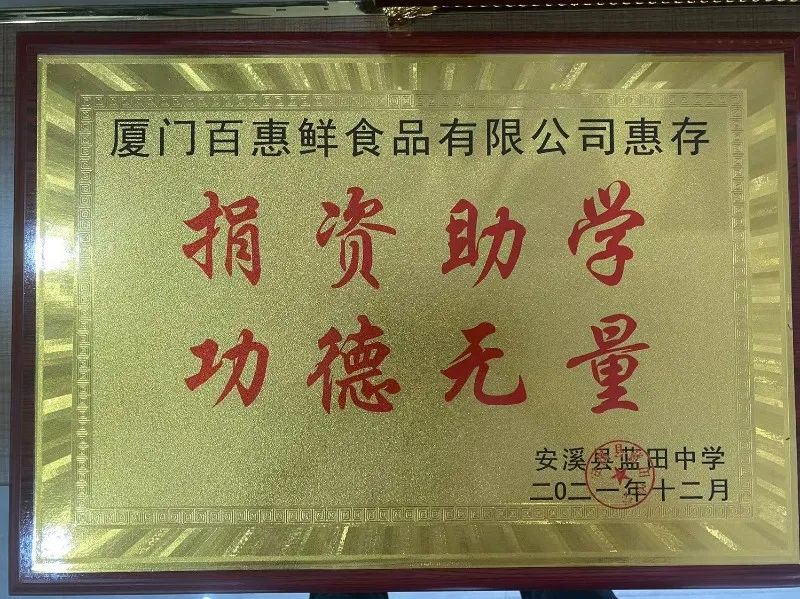 厦门百惠鲜食品有限公司惠存
捐资助学
功德无量
安溪县蓝田中学
二〇二一年十二月